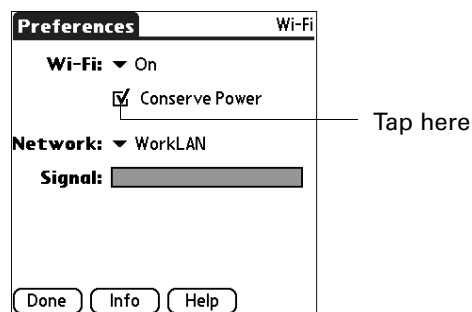 Preferences Wi-Fi
Wi-Fi: On
Conserve Power
Tap here
Network: WorkLAN
Signal:
Done Info Help